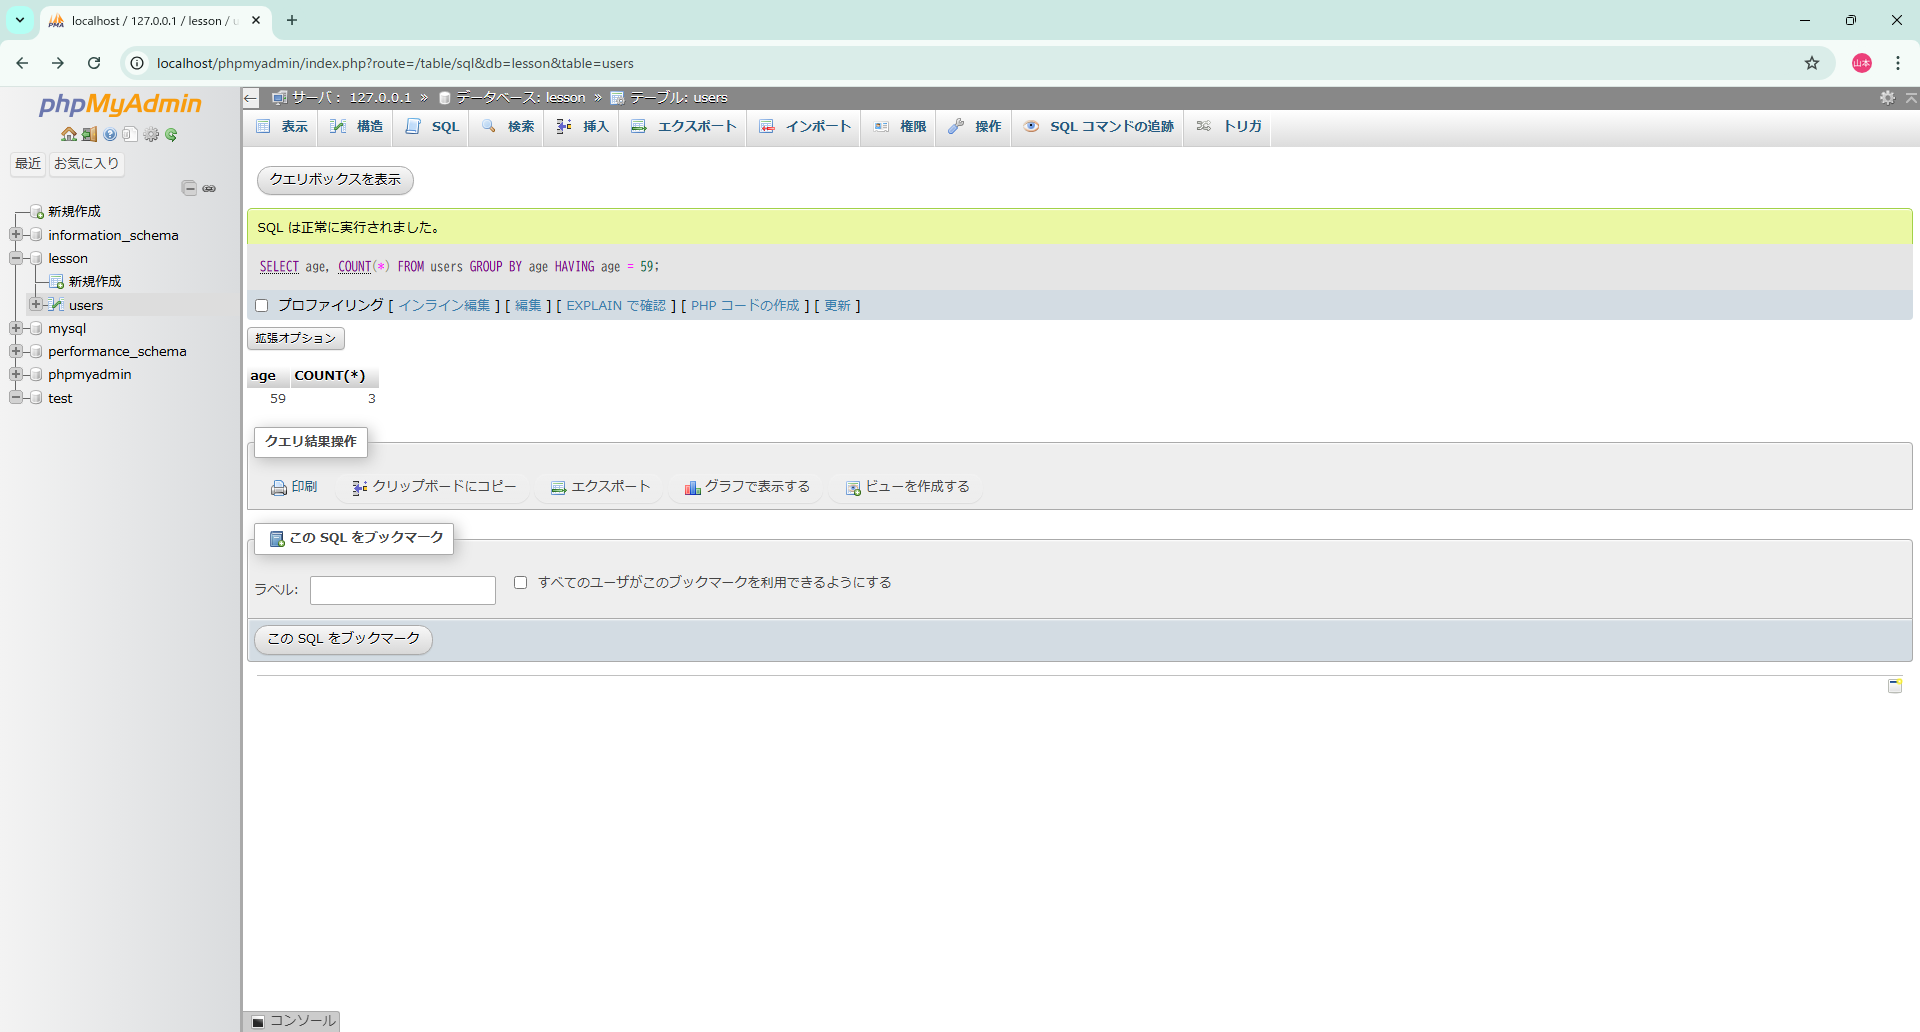 localhost / 127.0.0.1 / lesson / u
localhost/phpmyadmin/index.php?route=/table/sql&db=lesson&table=users
山本
phpMyAdmin
最近 お気に入り
新規作成
information_schema
lesson
新規作成
users
mysql
performance_schema
phpmyadmin
test
サーバ: 127.0.0.1 » データベース: lesson » テーブル: users
表示 構造 SQL 検索 挿入 エクスポート インポート 権限 操作 SQL コマンドの追跡 トリガ
クエリボックスを表示
SQL は正常に実行されました。
SELECT age, COUNT(*) FROM users GROUP BY age HAVING age = 59;
プロファイリング [ インライン編集 ] [ 編集 ] [ EXPLAIN で確認 ] [ PHP コードの作成 ] [ 更新 ]
拡張オプション
age COUNT(*)
59 3
クエリ結果操作
印刷 クリップボードにコピー エクスポート グラフで表示する ビューを作成する
この SQL をブックマーク
ラベル: すべてのユーザがこのブックマークを利用できるようにする
この SQL をブックマーク
コンソール